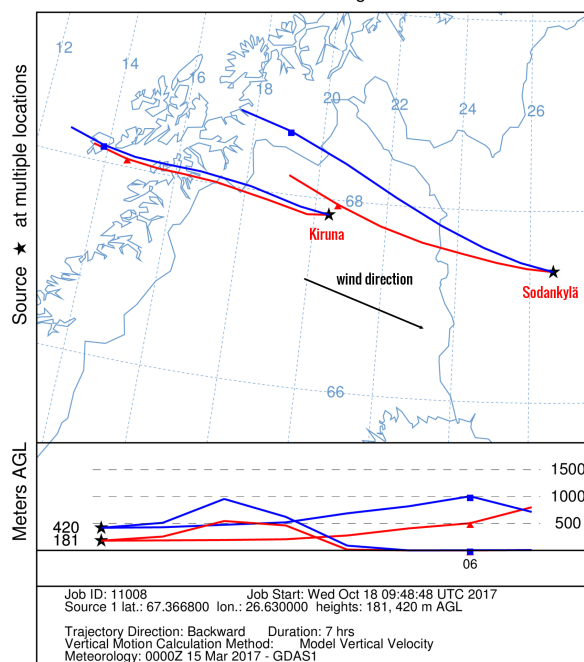 12
14
16
18
20
22
24
26
68
66
Source ★ at multiple locations
Kiruna
wind direction
Sodankylä
Meters AGL
1500
1000
500
420
181
06
Job ID: 11008 Job Start: Wed Oct 18 09:48:48 UTC 2017
Source 1 lat.: 67.366800 lon.: 26.630000 heights: 181, 420 m AGL
Trajectory Direction: Backward Duration: 7 hrs
Vertical Motion Calculation Method: Model Vertical Velocity
Meteorology: 0000Z 15 Mar 2017 - GDAS1